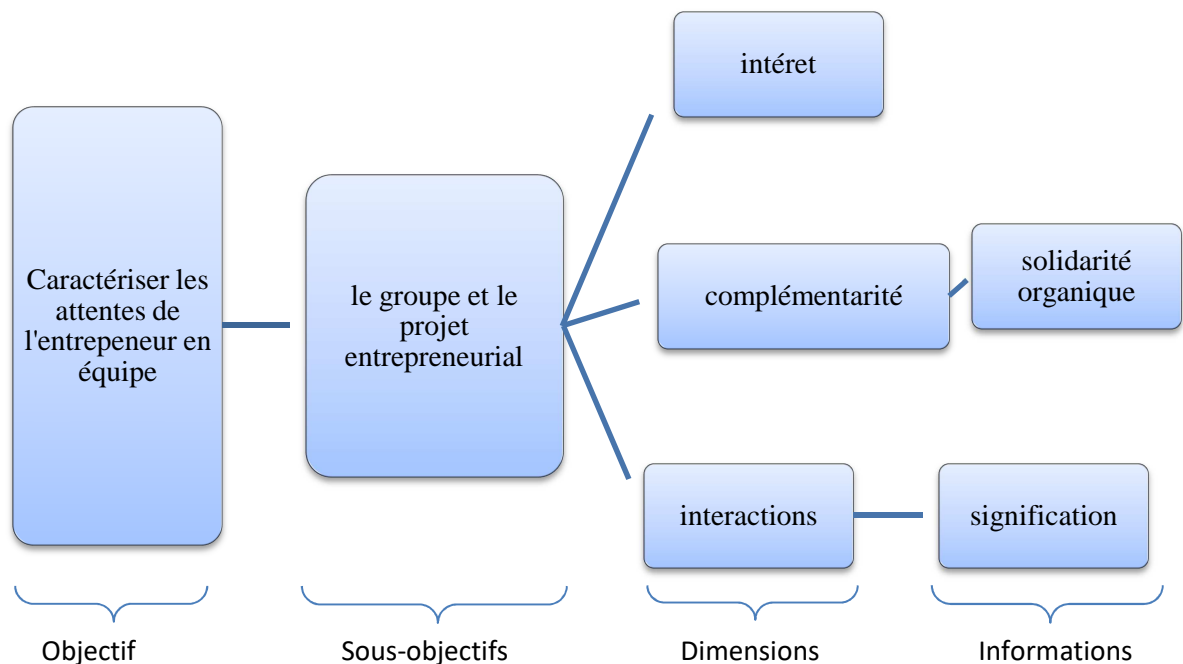 intéret
Caractériser les
attentes de
l'entrepeneur en
équipe
le groupe et le
projet
entrepreneurial
complémentarité
solidarité
organique
interactions
signification
Objectif
Sous-objectifs
Dimensions
Informations